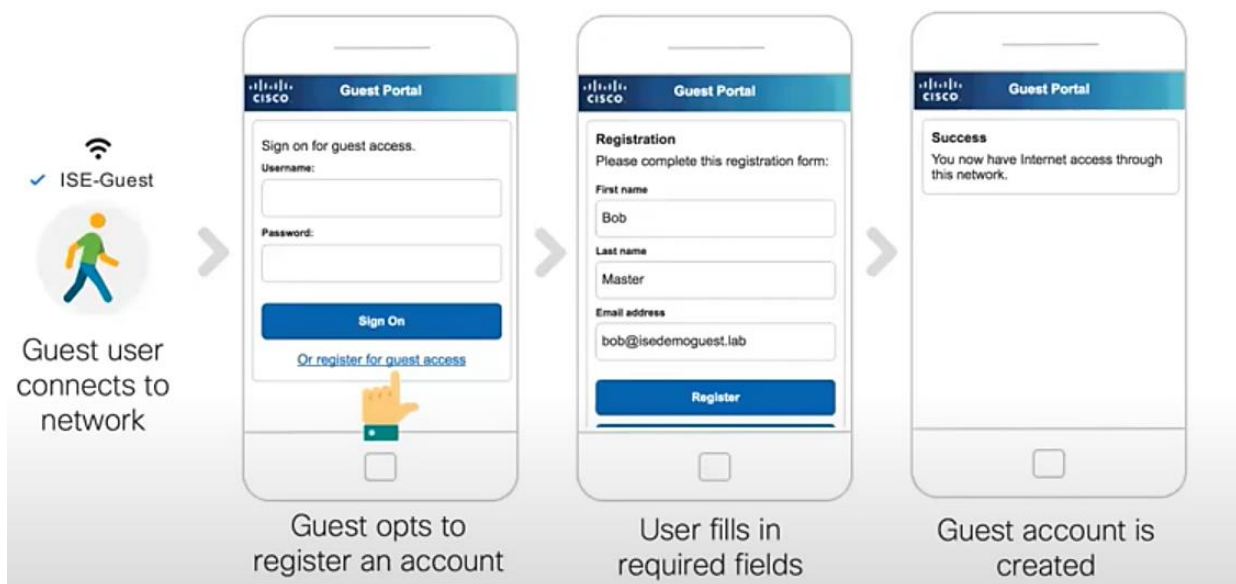 ISE-Guest
Guest user
connects to
network
CISCO
Guest Portal
Sign on for guest access.
Username:
Password:
Sign On
Or register for guest access
Guest opts to
register an account
CISCO
Guest Portal
Registration
Please complete this registration form:
First name
Bob
Last name
Master
Email address
bob@isedemoguest.lab
Register
User fills in
required fields
CISCO
Guest Portal
Success
You now have Internet access through
this network.
Guest account is
created